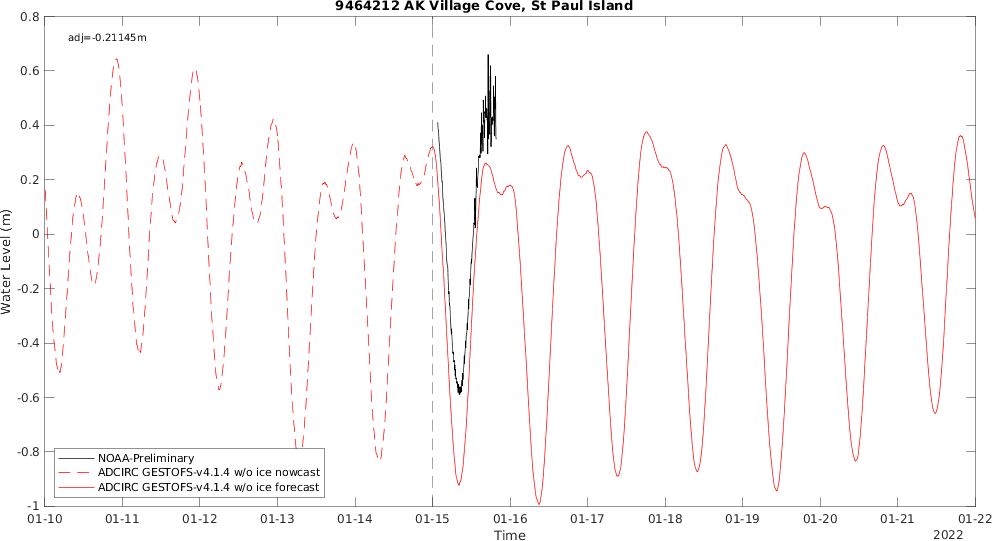 9464212 AK Village Cove, St Paul Island
adj=-0.21145m
0.8
0.6
0.4
0.2
0
-0.2
-0.4
-0.6
-0.8
-1
Water Level (m)
NOAA-Preliminary
ADCIRC GESTOFS-v4.1.4 w/o ice nowcast
ADCIRC GESTOFS-v4.1.4 w/o ice forecast
01-10 01-11 01-12 01-13 01-14 01-15 01-16 01-17 01-18 01-19 01-20 01-21 01-22
Time
2022